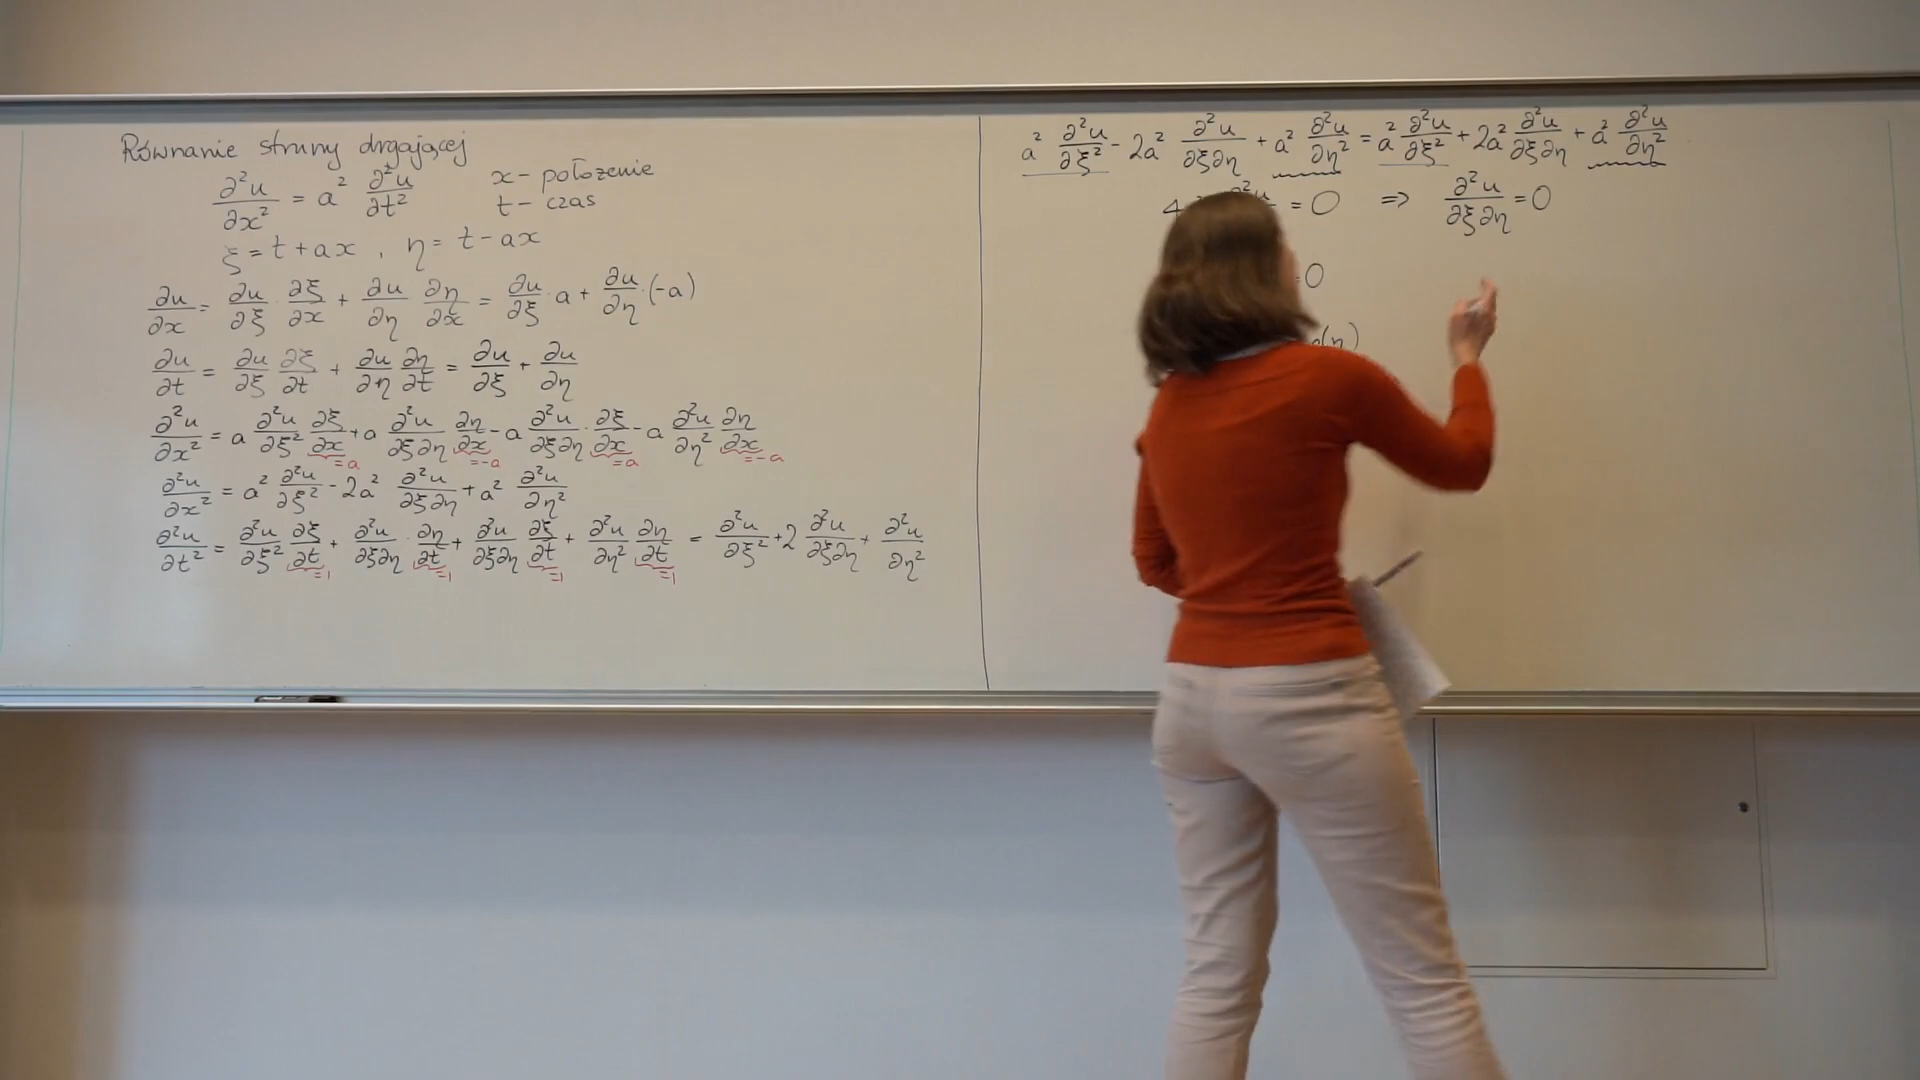 Równanie struny drgającej
∂²u/∂x² = a² ∂²u/∂t²
x – położenie
t – czas
ξ = t + ax , η = t - ax
∂u/∂x = ∂u/∂ξ · ∂ξ/∂x + ∂u/∂η ∂η/∂x = ∂u/∂ξ · a + ∂u/∂η · (-a)
∂u/∂t = ∂u/∂ξ ∂ξ/∂t + ∂u/∂η ∂η/∂t = ∂u/∂ξ + ∂u/∂η
∂²u/∂x² = a ∂²u/∂ξ² ∂ξ/∂x + a ∂²u/∂ξ∂η ∂η/∂x - a ∂²u/∂ξ∂η · ∂ξ/∂x - a ∂²u/∂η² ∂η/∂x
=a =-a =a =-a
∂²u/∂x² = a² ∂²u/∂ξ² - 2a² ∂²u/∂ξ∂η + a² ∂²u/∂η²
∂²u/∂t² = ∂²u/∂ξ² ∂ξ/∂t + ∂²u/∂ξ∂η · ∂η/∂t + ∂²u/∂ξ∂η ∂ξ/∂t + ∂²u/∂η² ∂η/∂t = ∂²u/∂ξ² + 2 ∂²u/∂ξ∂η + ∂²u/∂η²
=1 =1 =1 =1
a² ∂²u/∂ξ² - 2a² ∂²u/∂ξ∂η + a² ∂²u/∂η² = a² ∂²u/∂ξ² + 2a² ∂²u/∂ξ∂η + a² ∂²u/∂η²
4 = 0 ⇒ ∂²u/∂ξ∂η = 0
=0
(η)